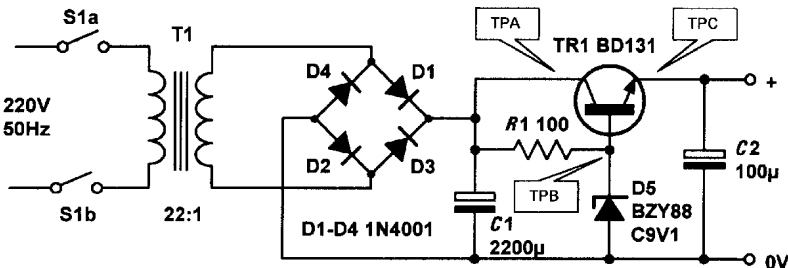 S1a
T1
TPA
TPC
TR1 BD131
D4
D1
+
220V
50Hz
R1 100
C2
100µ
D2
D3
TPB
D5
BZY88
C9V1
S1b
22:1
D1-D4 1N4001
C1
2200µ
0V